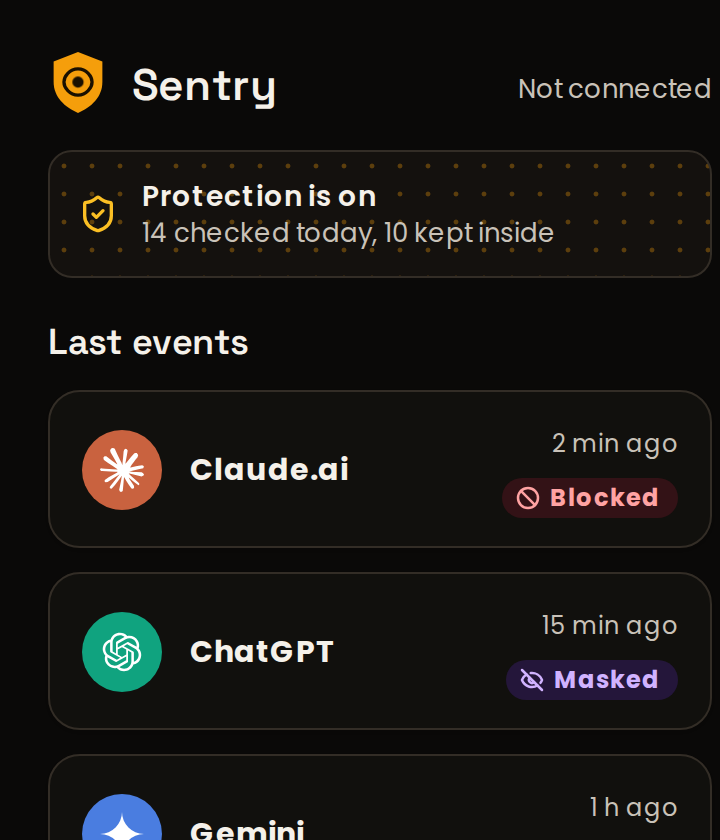 Sentry
Not connected
Protection is on
14 checked today, 10 kept inside
Last events
Claude.ai
2 min ago
Blocked
ChatGPT
15 min ago
Masked
Gemini
1 h ago